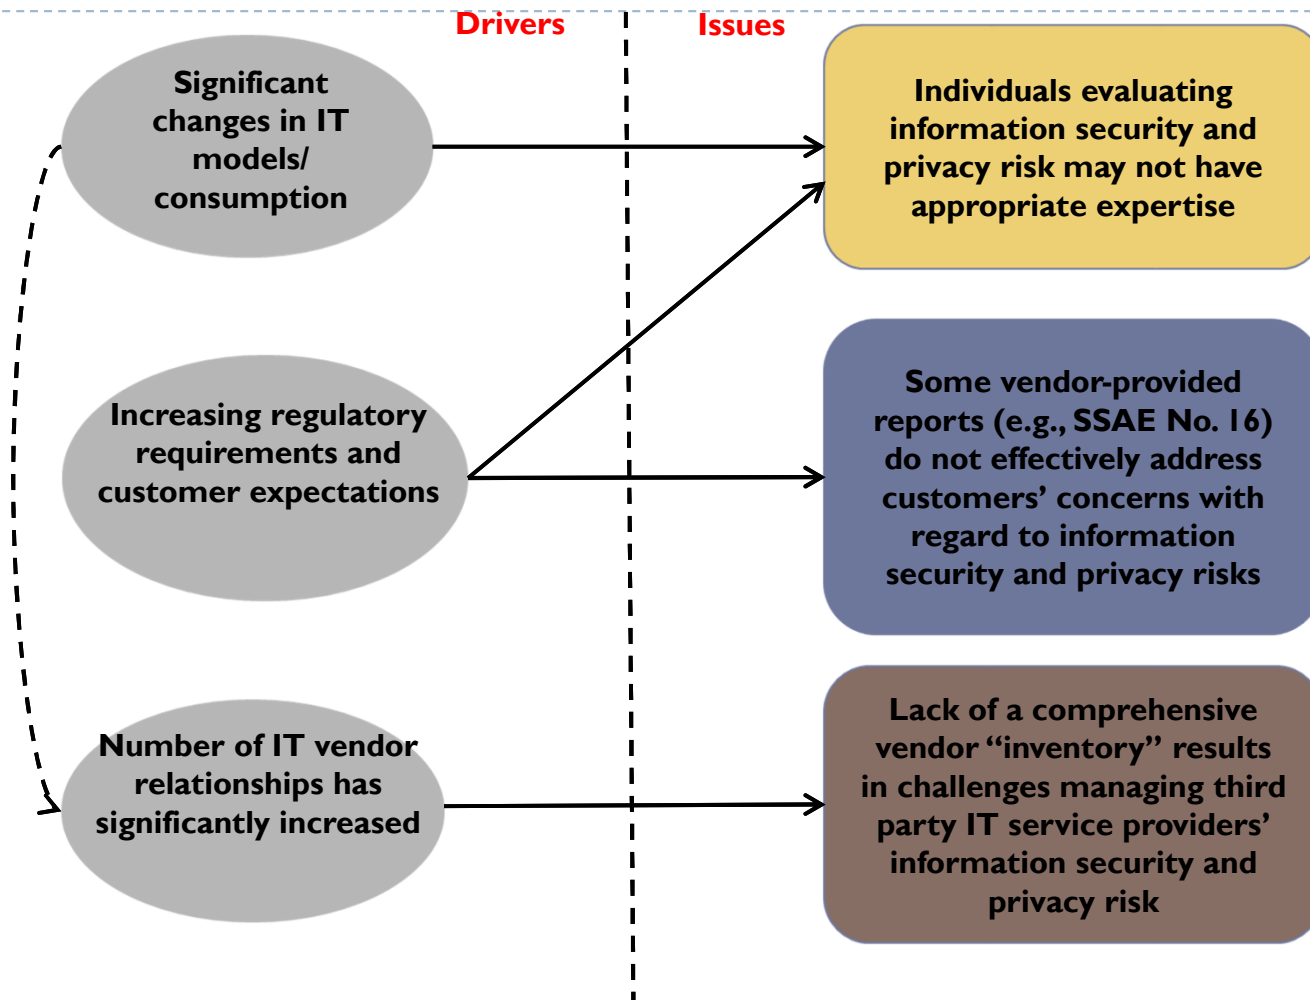 Drivers
Issues
Significant
changes in IT
models/
consumption
Individuals evaluating
information security and
privacy risk may not have
appropriate expertise
Increasing regulatory
requirements and
customer expectations
Some vendor-provided
reports (e.g., SSAE No. 16)
do not effectively address
customers’ concerns with
regard to information
security and privacy risks
Number of IT vendor
relationships has
significantly increased
Lack of a comprehensive
vendor “inventory” results
in challenges managing third
party IT service providers’
information security and
privacy risk